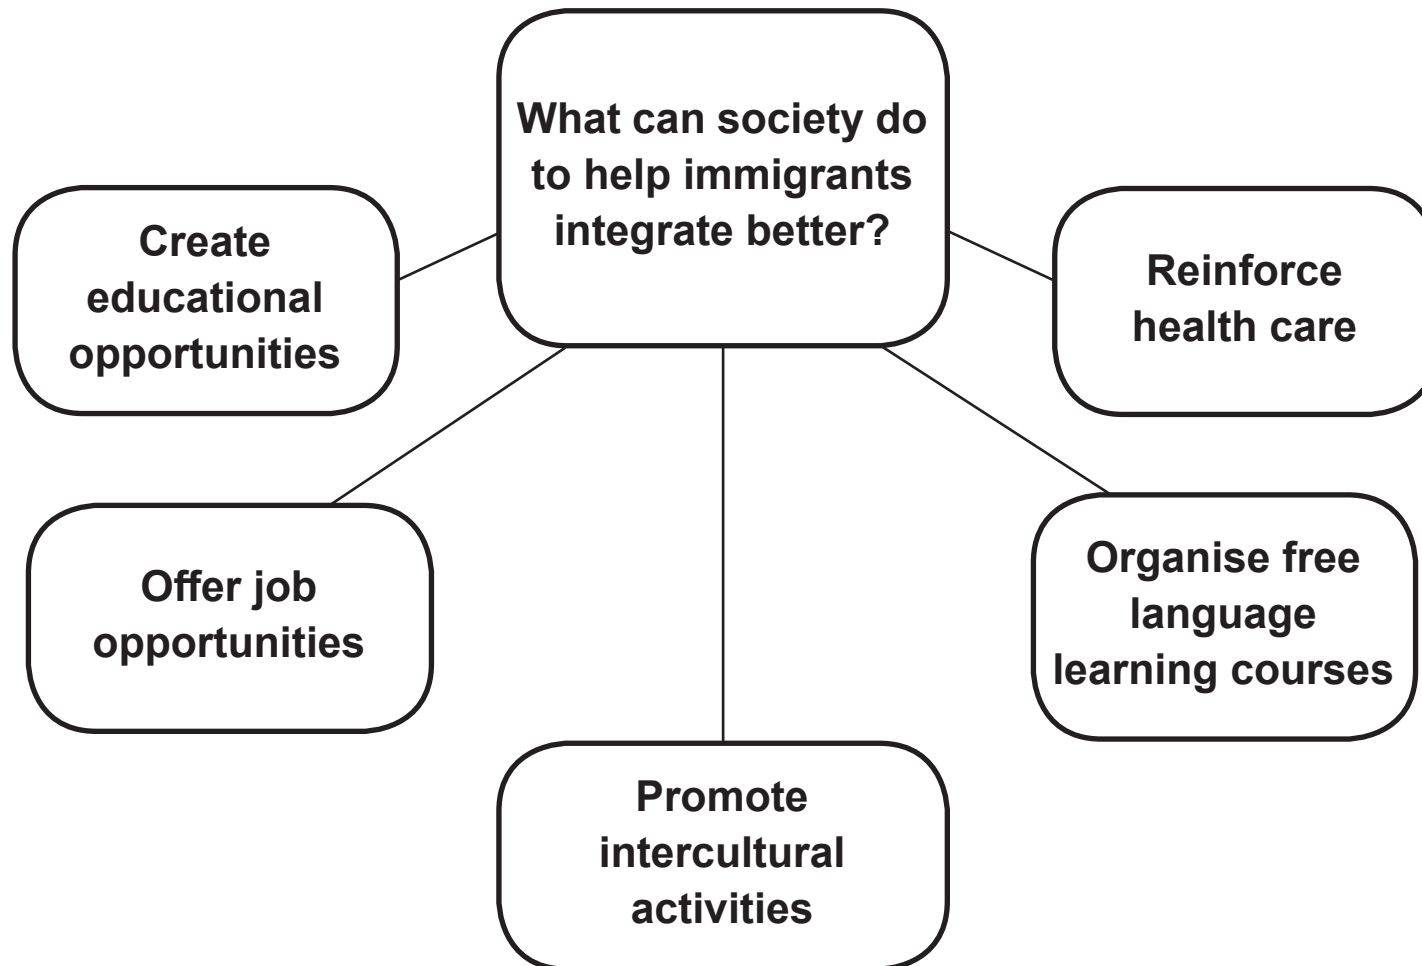 What can society do
to help immigrants
integrate better?
Create
educational
opportunities
Reinforce
health care
Offer job
opportunities
Organise free
language
learning courses
Promote
intercultural
activities